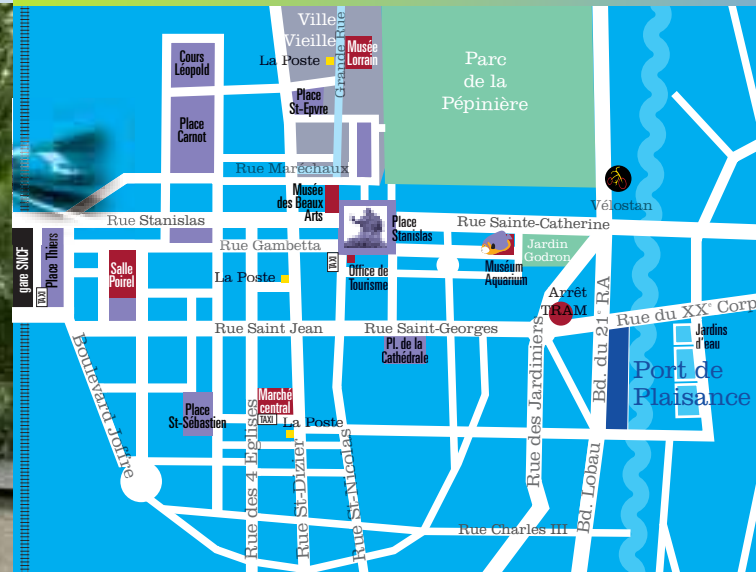 Ville
Vieille
Grande Rue
Musée
Lorrain
La Poste
Cours
Léopold
Place
St-Epvre
Place
Carnot
Parc
de la
Pépinière
Rue Maréchaux
Vélostan
Musée
des Beaux
Arts
Rue Stanislas
Place
Stanislas
Rue Sainte-Catherine
Rue Gambetta
gare SNCF
Place Thiers
TAXI
Salle
Poirel
La Poste
TAXI
Office de
Tourisme
Muséum
Aquarium
Jardin
Godron
Arrêt
TRAM
Bd. du 21e RA
Rue du XXe Corp
Rue Saint Jean
Rue Saint-Georges
Pl. de la
Cathédrale
Jardins
d'eau
Port de
Plaisance
Boulevard Joffre
Rue des Jardiniers
Marché
central
TAXI
La Poste
Place
St-Sébastien
Rue des 4 Eglises
Rue St-Dizier
Rue St-Nicolas
Bd. Lobau
Rue Charles III